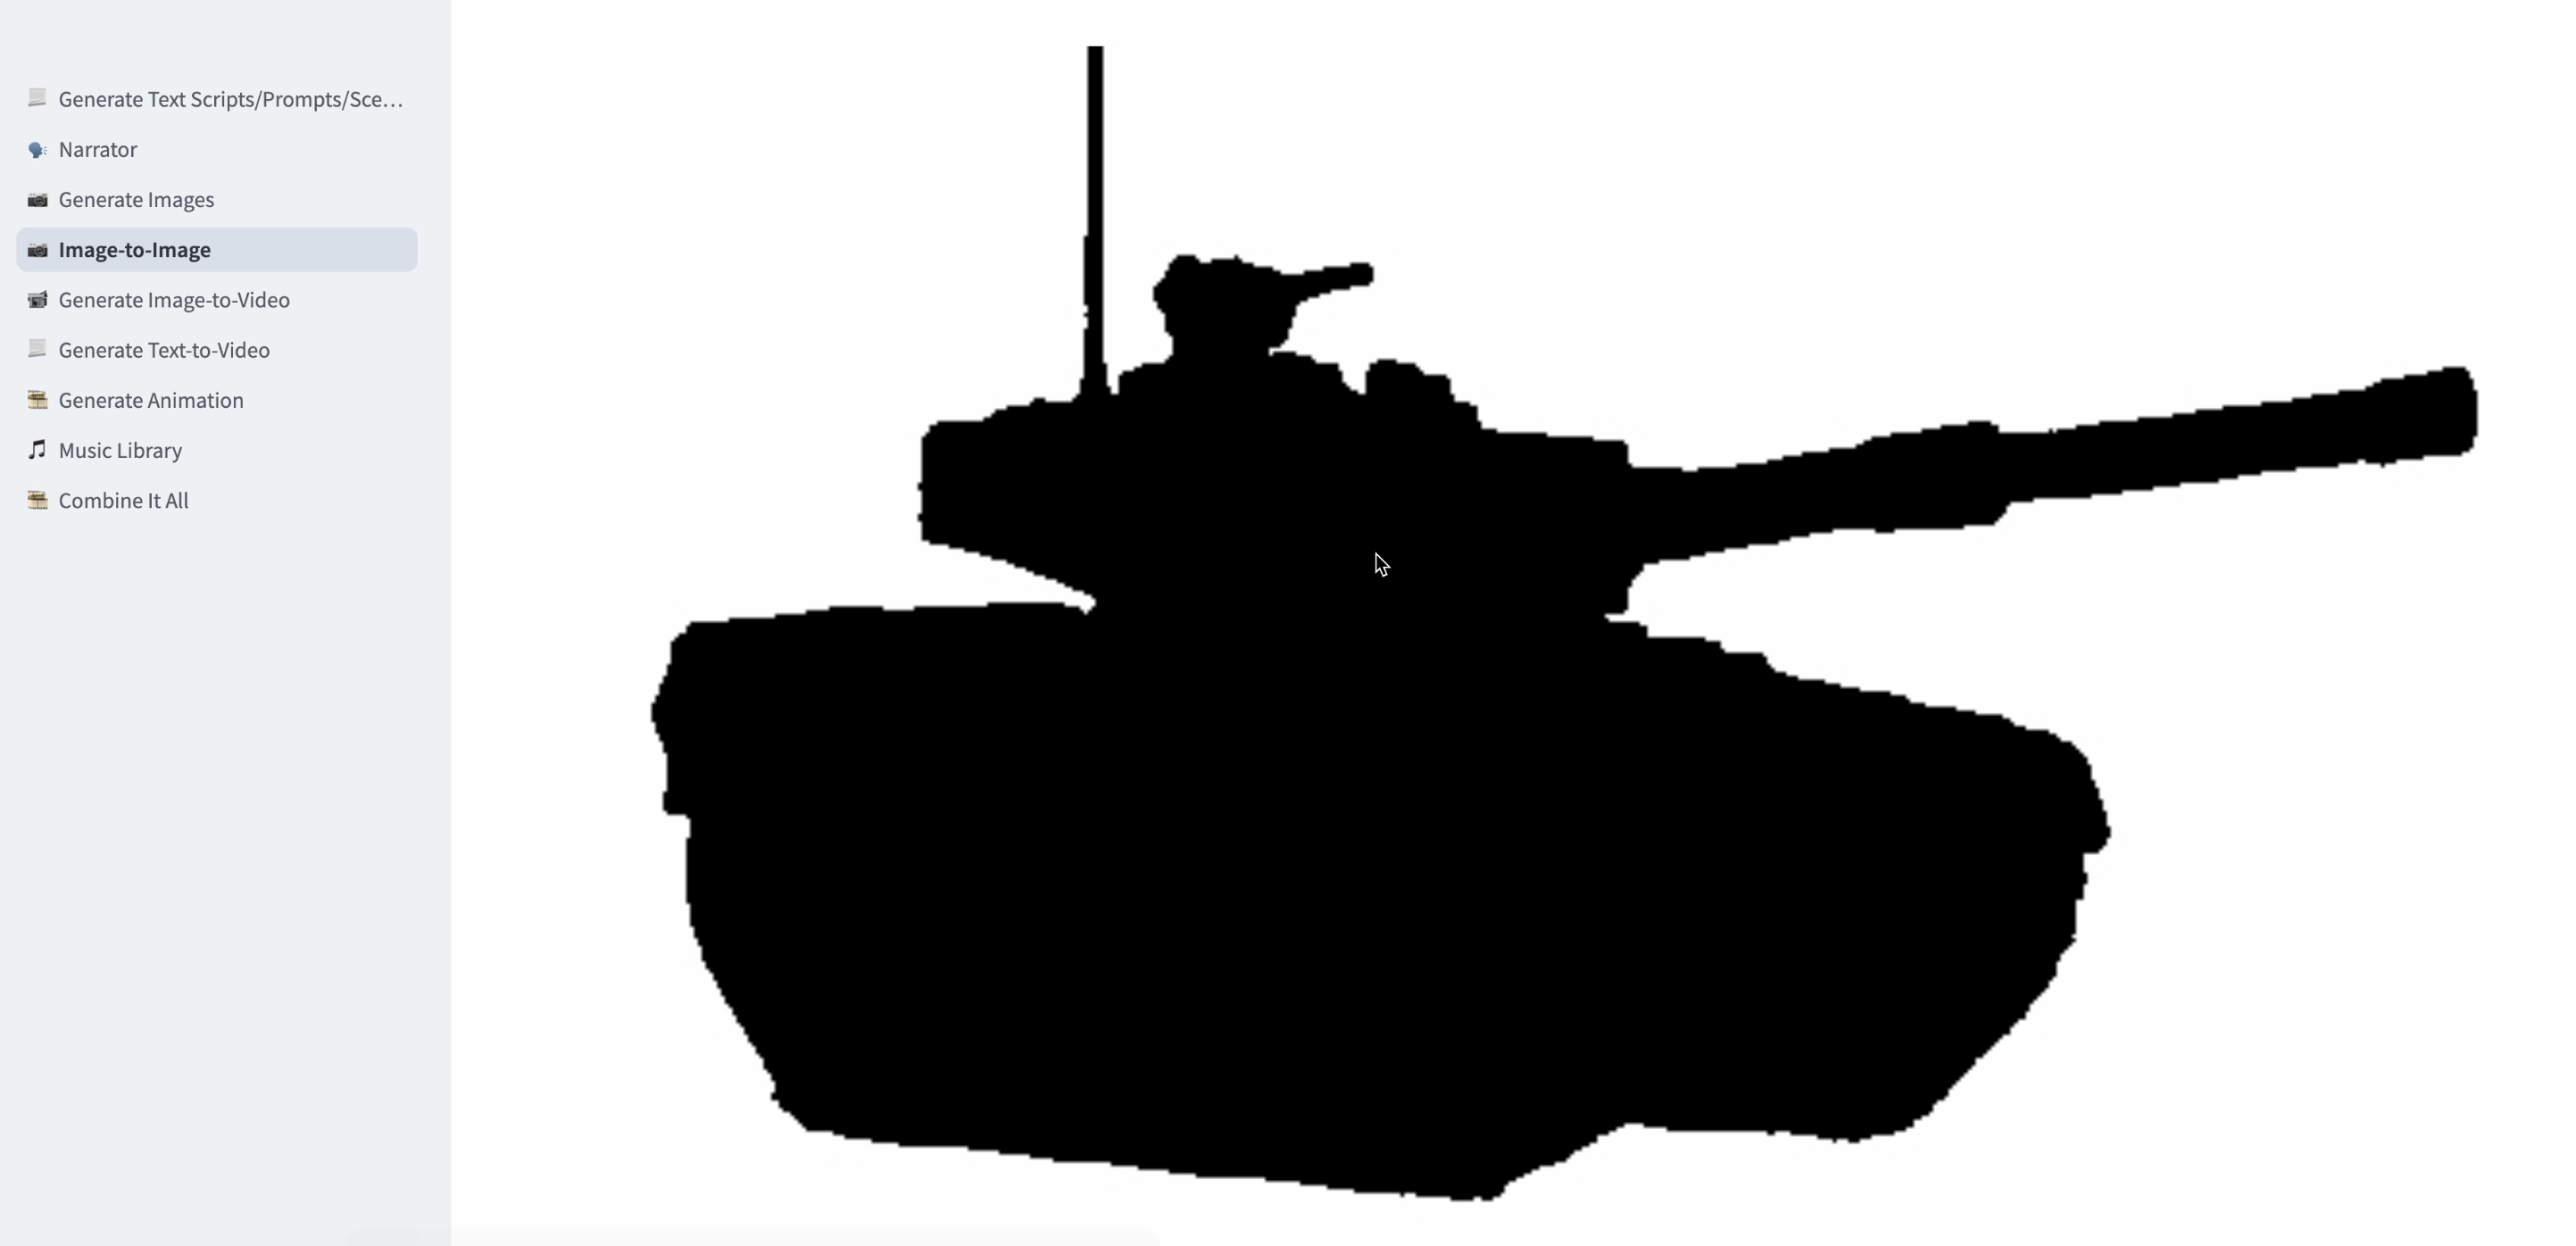 Generate Text Scripts/Prompts/Sce...
Narrator
Generate Images
Image-to-Image
Generate Image-to-Video
Generate Text-to-Video
Generate Animation
Music Library
Combine It All